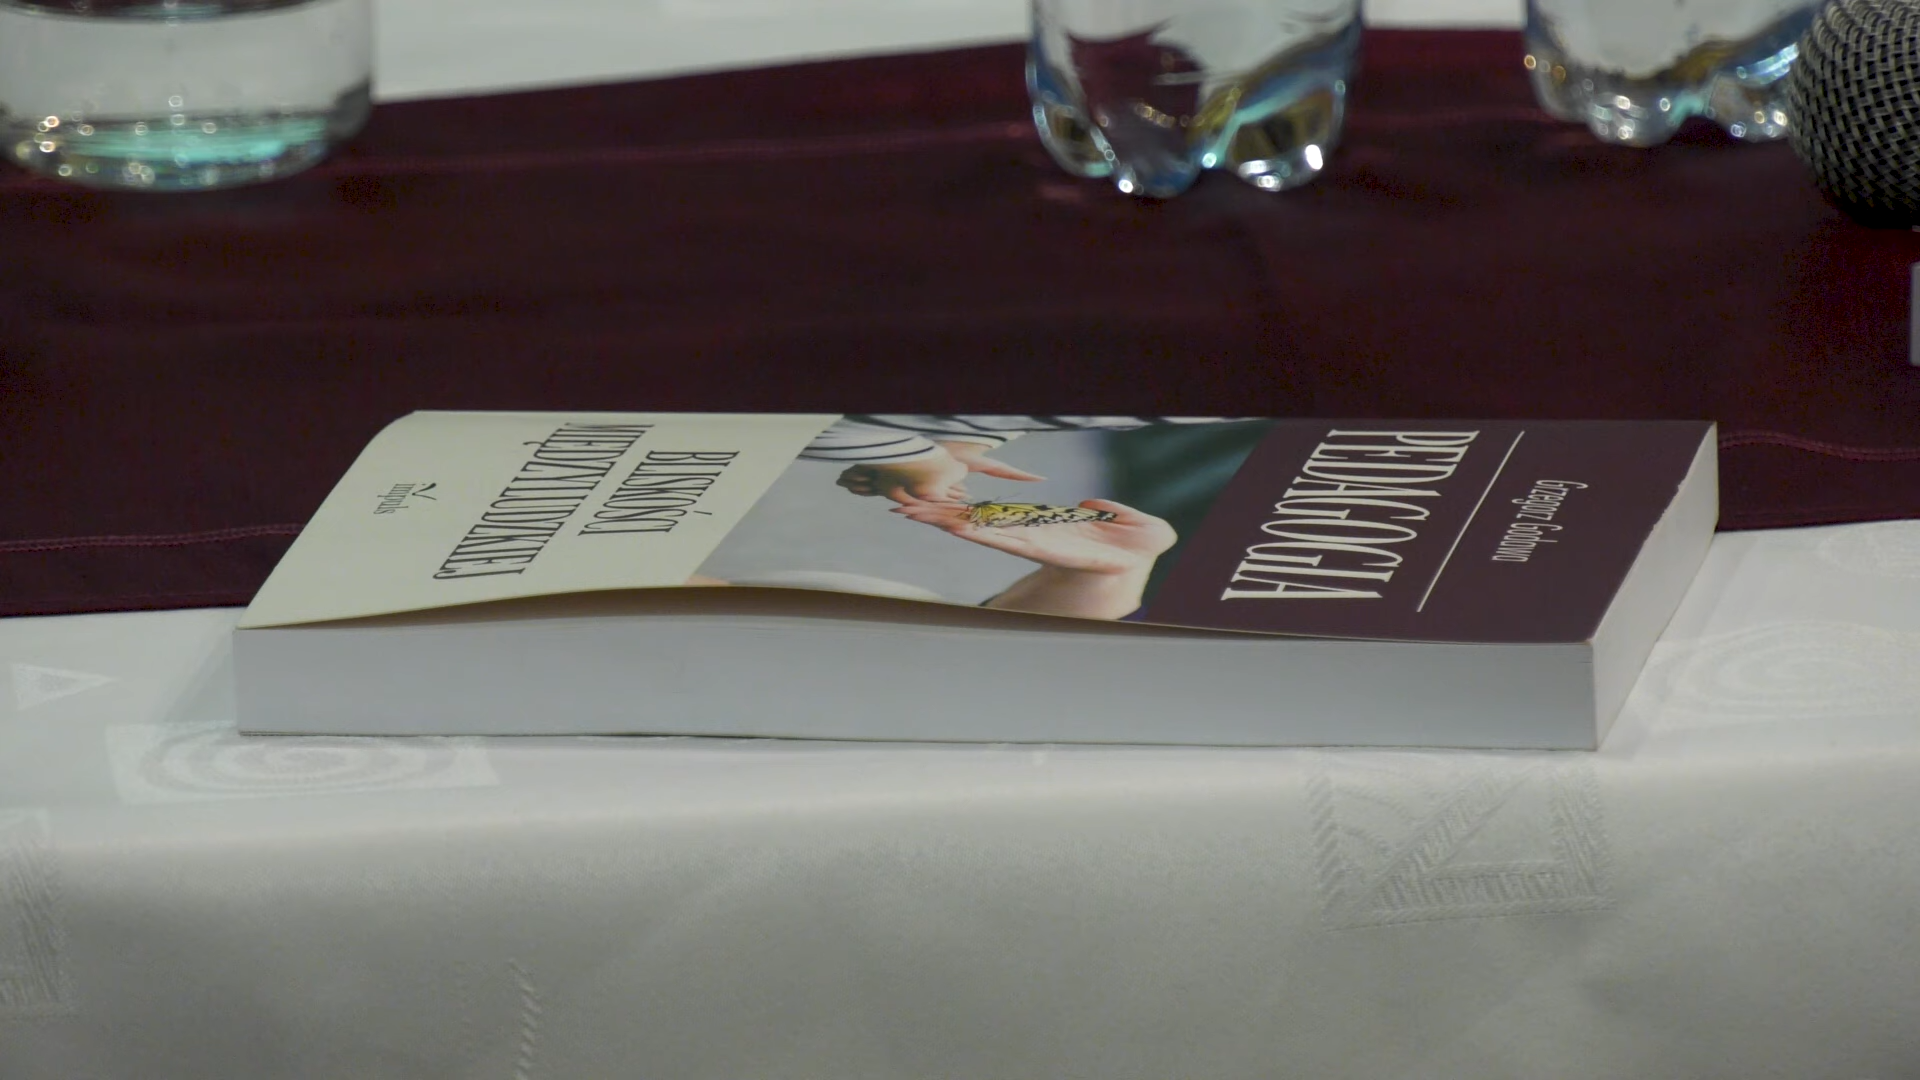 Grzegorz Godawa
PEDAGOGIA
BLISKOŚCI
MIĘDZYLUDZKIEJ
impuls